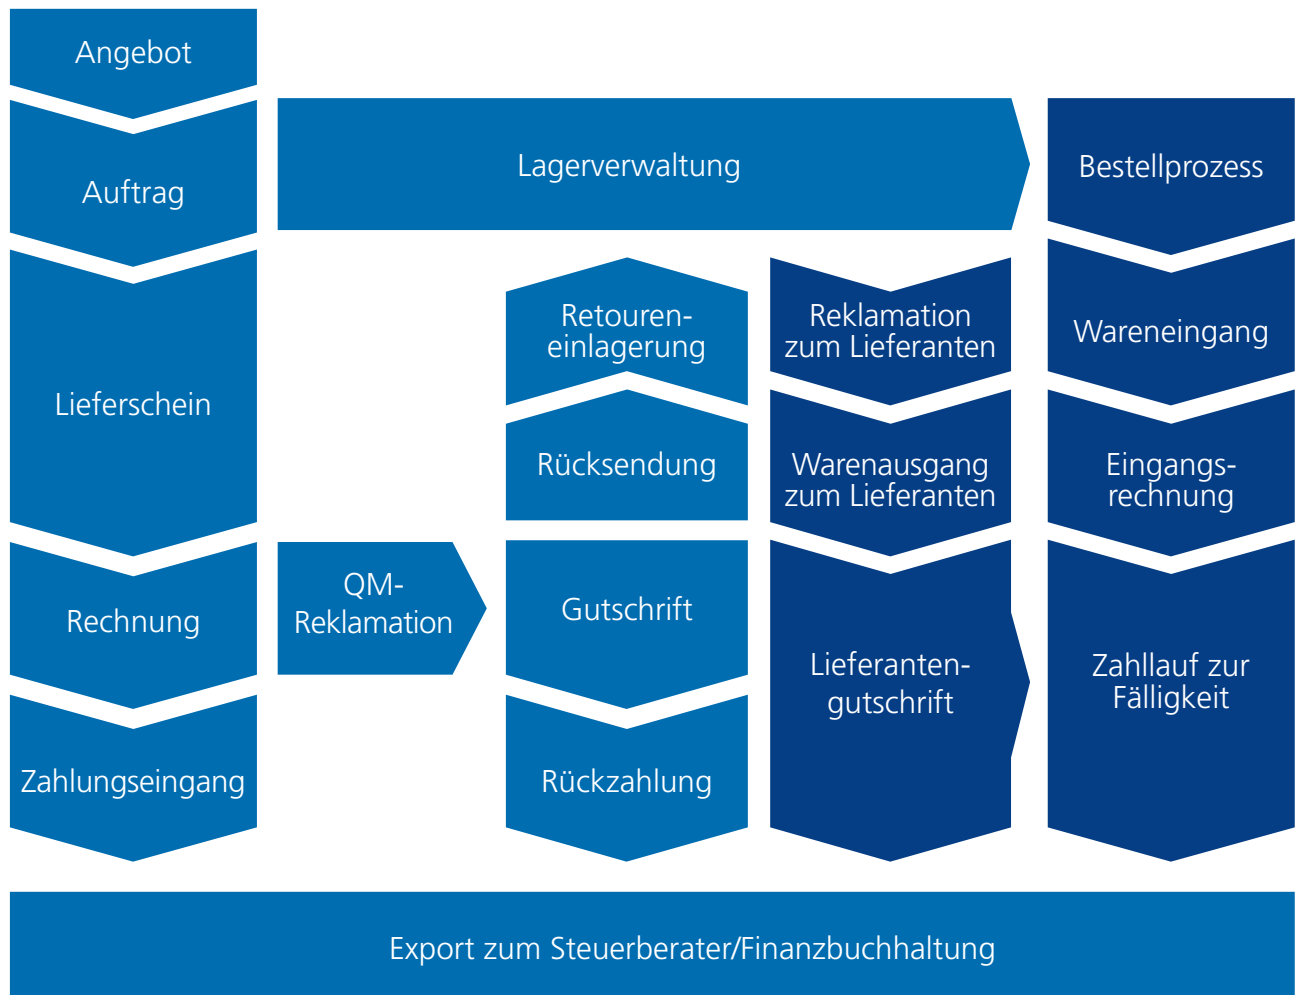 Angebot
Auftrag
Lieferschein
Rechnung
Zahlungseingang
Lagerverwaltung
QM-
Reklamation
Retouren-
einlagerung
Rücksendung
Gutschrift
Rückzahlung
Reklamation
zum Lieferanten
Warenausgang
zum Lieferanten
Lieferanten-
gutschrift
Bestellprozess
Wareneingang
Eingangs-
rechnung
Zahllauf zur
Fälligkeit
Export zum Steuerberater/Finanzbuchhaltung